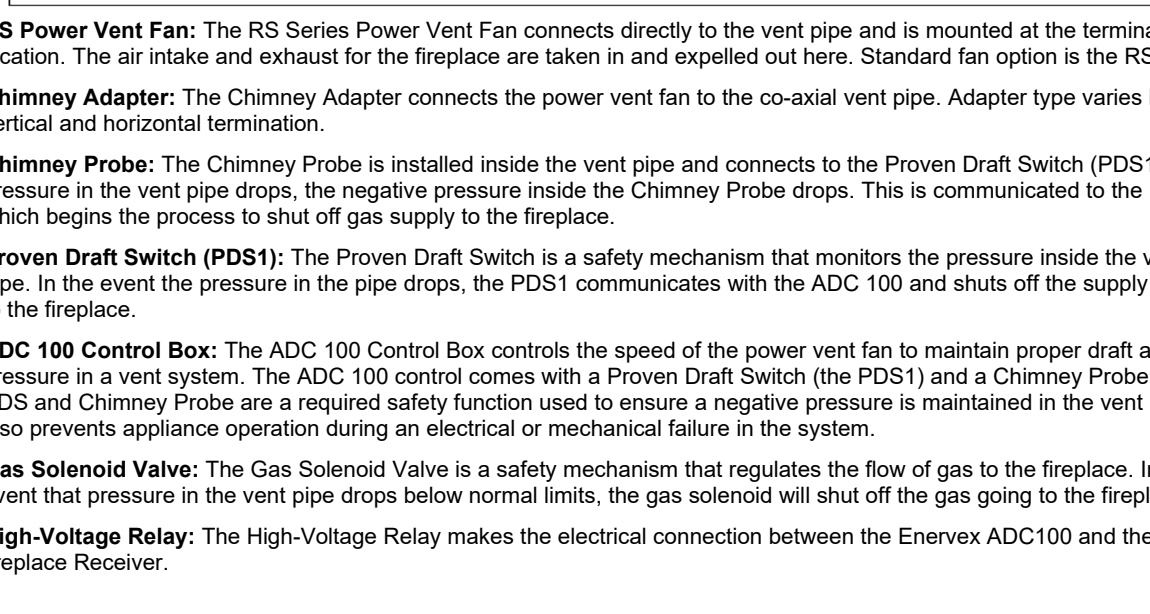 S Power Vent Fan: The RS Series Power Vent Fan connects directly to the vent pipe and is mounted at the termina
cation. The air intake and exhaust for the fireplace are taken in and expelled out here. Standard fan option is the RS
himney Adapter: The Chimney Adapter connects the power vent fan to the co-axial vent pipe. Adapter type varies
ertical and horizontal termination.
himney Probe: The Chimney Probe is installed inside the vent pipe and connects to the Proven Draft Switch (PDS1
ressure in the vent pipe drops, the negative pressure inside the Chimney Probe drops. This is communicated to the
hich begins the process to shut off gas supply to the fireplace.
roven Draft Switch (PDS1): The Proven Draft Switch is a safety mechanism that monitors the pressure inside the v
pe. In the event the pressure in the pipe drops, the PDS1 communicates with the ADC 100 and shuts off the supply
the fireplace.
DC 100 Control Box: The ADC 100 Control Box controls the speed of the power vent fan to maintain proper draft a
ressure in a vent system. The ADC 100 control comes with a Proven Draft Switch (the PDS1) and a Chimney Probe
DS and Chimney Probe are a required safety function used to ensure a negative pressure is maintained in the vent
so prevents appliance operation during an electrical or mechanical failure in the system.
as Solenoid Valve: The Gas Solenoid Valve is a safety mechanism that regulates the flow of gas to the fireplace. In
vent that pressure in the vent pipe drops below normal limits, the gas solenoid will shut off the gas going to the firepl
igh-Voltage Relay: The High-Voltage Relay makes the electrical connection between the Enervex ADC100 and the
replace Receiver.